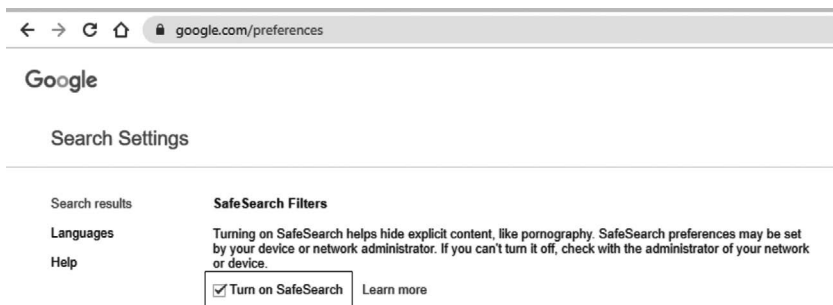 google.com/preferences
Google
Search Settings
Search results
SafeSearch Filters
Languages
Turning on SafeSearch helps hide explicit content, like pornography. SafeSearch preferences may be set
by your device or network administrator. If you can't turn it off, check with the administrator of your network
Help
or device.
Turn on SafeSearch Learn more